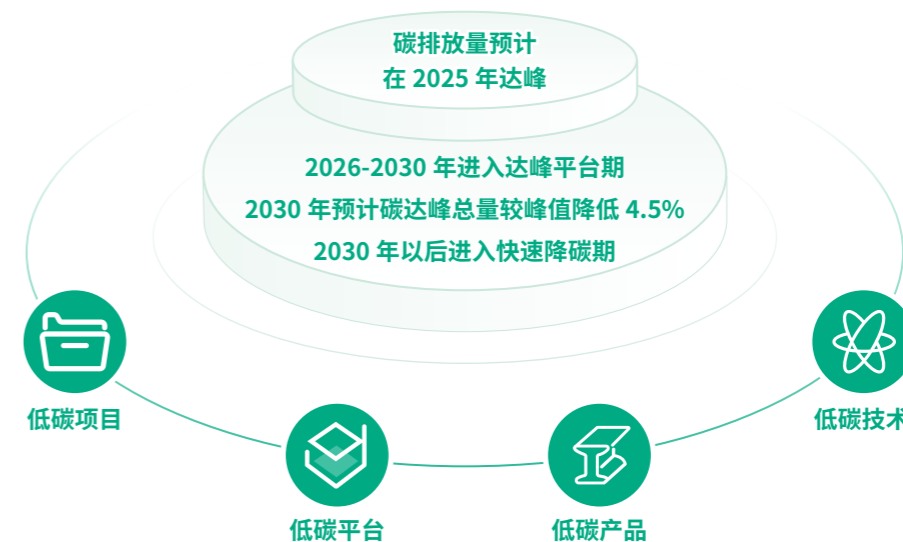 碳排放量预计
在 2025 年达峰
2026-2030 年进入达峰平台期
2030 年预计碳达峰总量较峰值降低 4.5%
2030 年以后进入快速降碳期
低碳项目
低碳技术
低碳平台
低碳产品